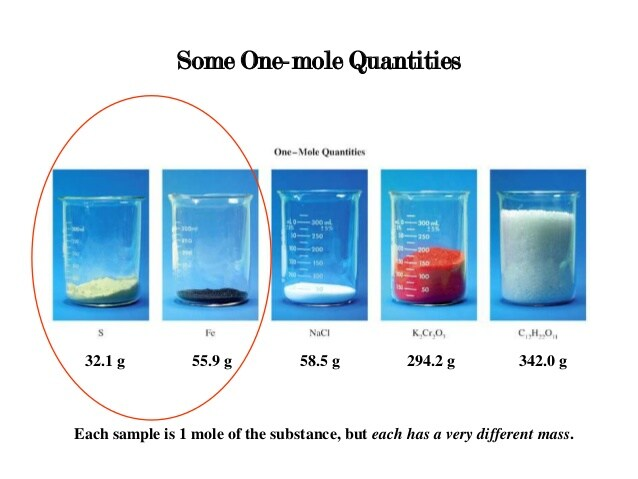 Some One-mole Quantities
One-Mole Quantities
S Fe NaCl K₂Cr₂O₇ C₁₂H₂₂O₁₁
32.1 g 55.9 g 58.5 g 294.2 g 342.0 g
Each sample is 1 mole of the substance, but each has a very different mass.